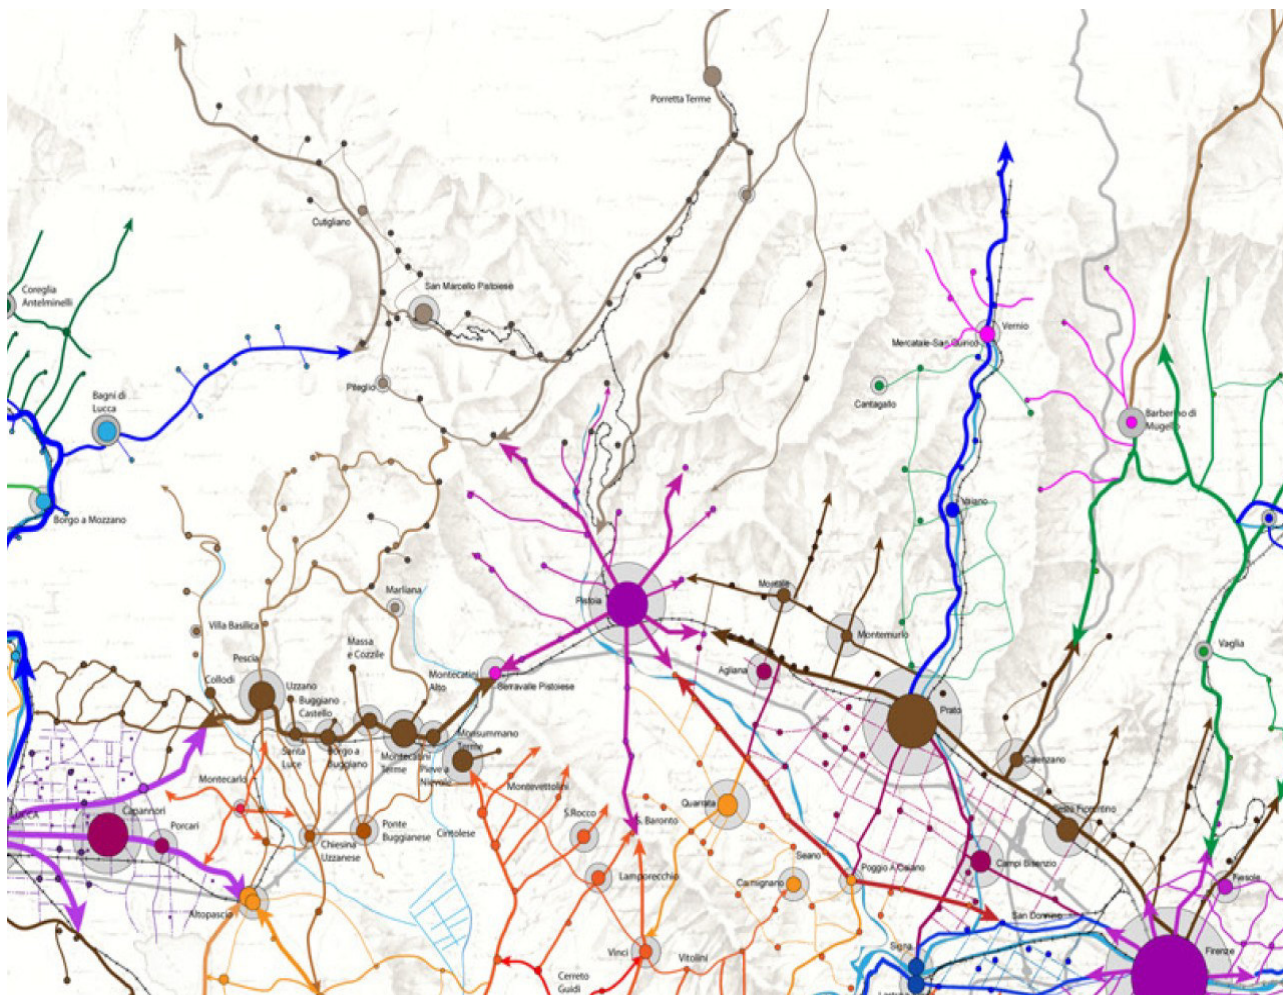 Porretta Terme
Cutigliano
Coreglia
Antelminelli
San Marcello Pistoiese
Vernio
Mercatale-San Quirico
Piteglio
Cantagallo
Bagni di
Lucca
Barberino di
Mugello
Borgo a Mozzano
Vaiano
Marliana
Pistoia
Montale
Villa Basilica
Massa
e Cozzile
Montemurlo
Vaglia
Pescia
Collodi
Uzzano
Montecatini
Alto
Serravalle Pistoiese
Agliana
Buggiano
Castello
Prato
Santa
Luce
Borgo a
Buggiano
Montecatini
Terme
Monsummano
Terme
Pieve a
Nievole
Calenzano
Montecarlo
Montevettolini
Quarrata
Capannori
LUCCA
Porcari
S.Rocco
S. Baronto
Sesto Fiorentino
Ponte
Buggianese
Cintolese
Chiesina
Uzzanese
Seano
Poggio A Caiano
Campi Bisenzio
Lamporecchio
Carmignano
Fiesole
Altopascio
San Donnino
Signa
Firenze
Vinci
Vitolini
Cerreto
Guidi